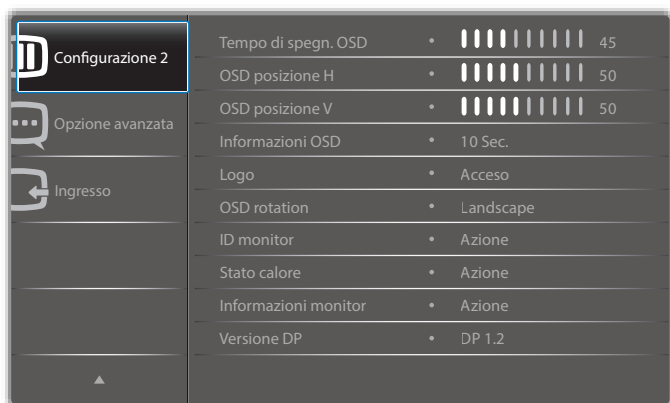 Configurazione 2
Opzione avanzata
Ingresso
Tempo di spegn. OSD • 45
OSD posizione H • 50
OSD posizione V • 50
Informazioni OSD • 10 Sec.
Logo • Acceso
OSD rotation • Landscape
ID monitor • Azione
Stato calore • Azione
Informazioni monitor • Azione
Versione DP • DP 1.2